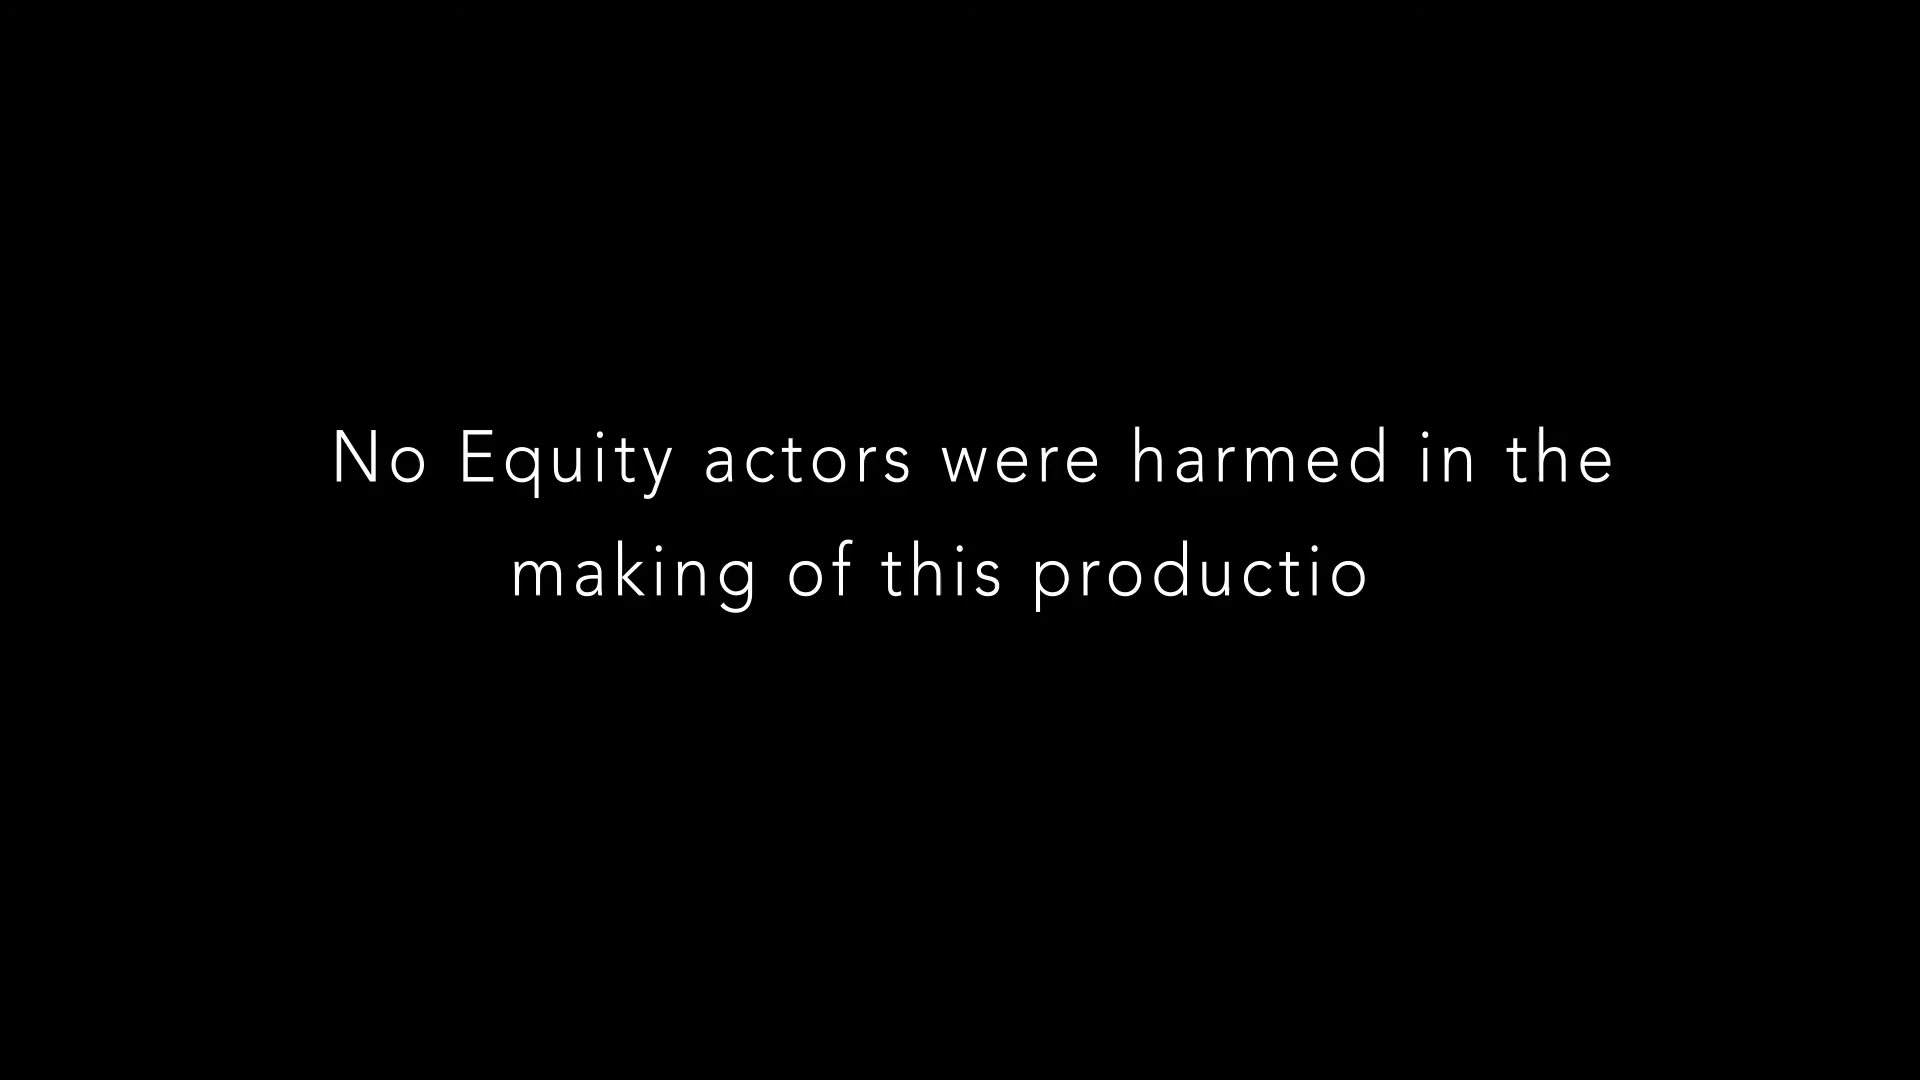 No Equity actors were harmed in the
making of this productio